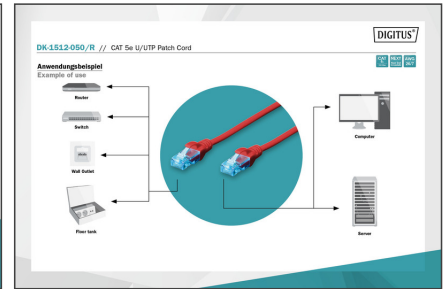 DIGITUS®
DK-1512-050/R // CAT 5e U/UTP Patch Cord
Anwendungsbeispiel
Example of use
Router
Switch
Wall Outlet
Floor tank
Computer
Server